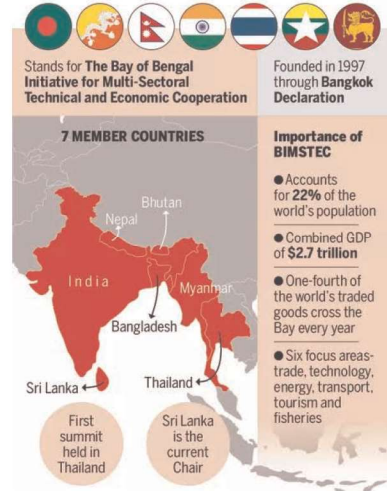 Stands for The Bay of Bengal
Initiative for Multi-Sectoral
Technical and Economic Cooperation
Founded in 1997
through Bangkok
Declaration
7 MEMBER COUNTRIES
Bhutan
Nepal
India
Myanmar
Bangladesh
Sri Lanka
Thailand
First
summit
held in
Thailand
Sri Lanka
is the
current
Chair
Importance of
BIMSTEC
● Accounts
for 22% of the
world's population
● Combined GDP
of $2.7 trillion
● One-fourth of
the world's traded
goods cross the
Bay every year
● Six focus areas-
trade, technology,
energy, transport,
tourism and
fisheries